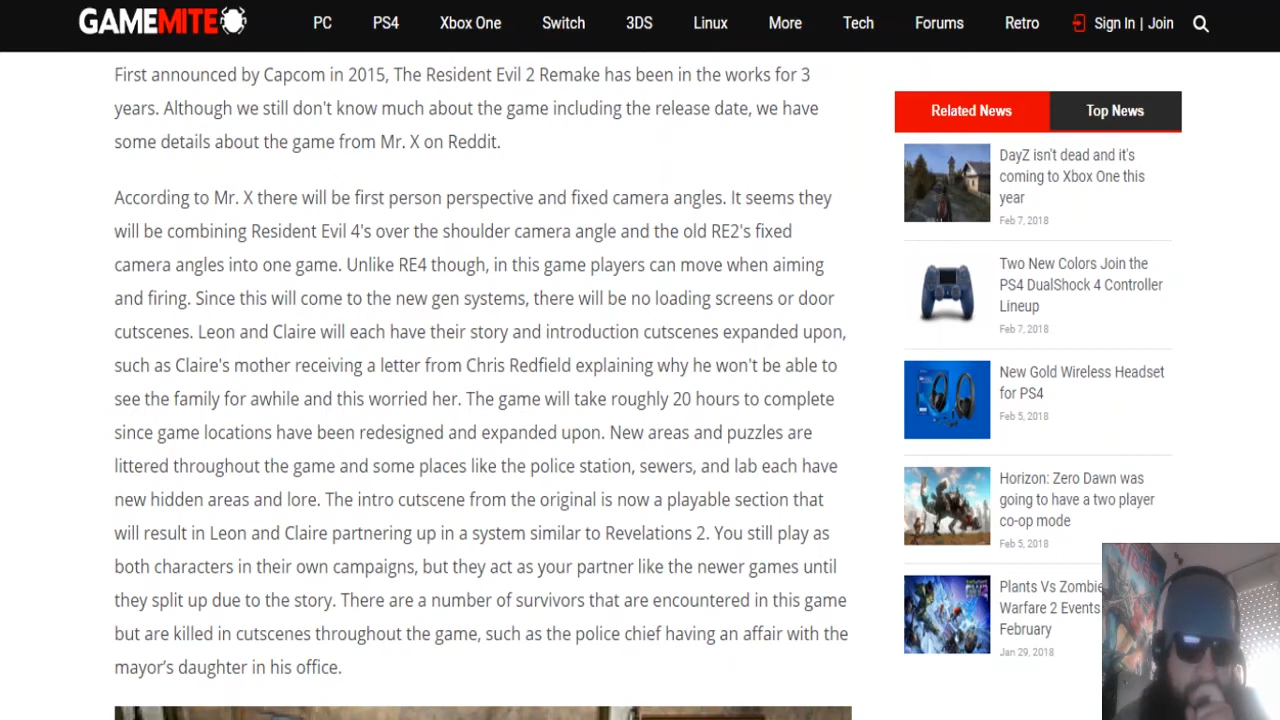 GAMEMITE PC PS4 Xbox One Switch 3DS Linux More Tech Forums Retro Sign In | Join
First announced by Capcom in 2015, The Resident Evil 2 Remake has been in the works for 3
years. Although we still don't know much about the game including the release date, we have
some details about the game from Mr. X on Reddit.
According to Mr. X there will be first person perspective and fixed camera angles. It seems they
will be combining Resident Evil 4's over the shoulder camera angle and the old RE2's fixed
camera angles into one game. Unlike RE4 though, in this game players can move when aiming
and firing. Since this will come to the new gen systems, there will be no loading screens or door
cutscenes. Leon and Claire will each have their story and introduction cutscenes expanded upon,
such as Claire's mother receiving a letter from Chris Redfield explaining why he won't be able to
see the family for awhile and this worried her. The game will take roughly 20 hours to complete
since game locations have been redesigned and expanded upon. New areas and puzzles are
littered throughout the game and some places like the police station, sewers, and lab each have
new hidden areas and lore. The intro cutscene from the original is now a playable section that
will result in Leon and Claire partnering up in a system similar to Revelations 2. You still play as
both characters in their own campaigns, but they act as your partner like the newer games until
they split up due to the story. There are a number of survivors that are encountered in this game
but are killed in cutscenes throughout the game, such as the police chief having an affair with the
mayor's daughter in his office.
Related News Top News
DayZ isn't dead and it's
coming to Xbox One this
year
Feb 7, 2018
Two New Colors Join the
PS4 DualShock 4 Controller
Lineup
Feb 7, 2018
New Gold Wireless Headset
for PS4
Feb 5, 2018
Horizon: Zero Dawn was
going to have a two player
co-op mode
Feb 5, 2018
Plants Vs Zombie
Warfare 2 Events
February
Jan 29, 2018